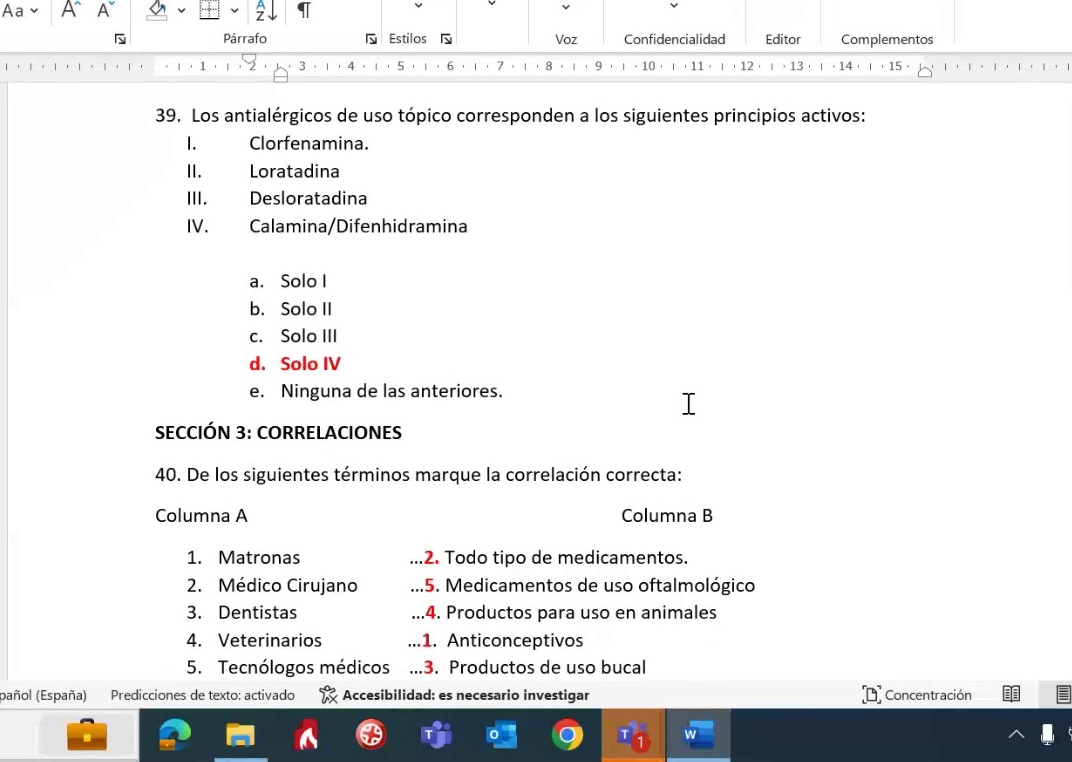 Aa A A A Z ¶
Párrafo Estilos Voz Confidencialidad Editor Complementos
1 2 3 4 5 6 7 8 9 10 11 12 13 14 15
39. Los antialérgicos de uso tópico corresponden a los siguientes principios activos:
I. Clorfenamina.
II. Loratadina
III. Desloratadina
IV. Calamina/Difenhidramina
a. Solo I
b. Solo II
c. Solo III
d. Solo IV
e. Ninguna de las anteriores.
SECCIÓN 3: CORRELACIONES
40. De los siguientes términos marque la correlación correcta:
Columna A Columna B
1. Matronas ...2. Todo tipo de medicamentos.
2. Médico Cirujano ...5. Medicamentos de uso oftalmológico
3. Dentistas ...4. Productos para uso en animales
4. Veterinarios ...1. Anticonceptivos
5. Tecnólogos médicos ...3. Productos de uso bucal
pañol (España) Predicciones de texto: activado Accesibilidad: es necesario investigar Concentración
T O T 1 W